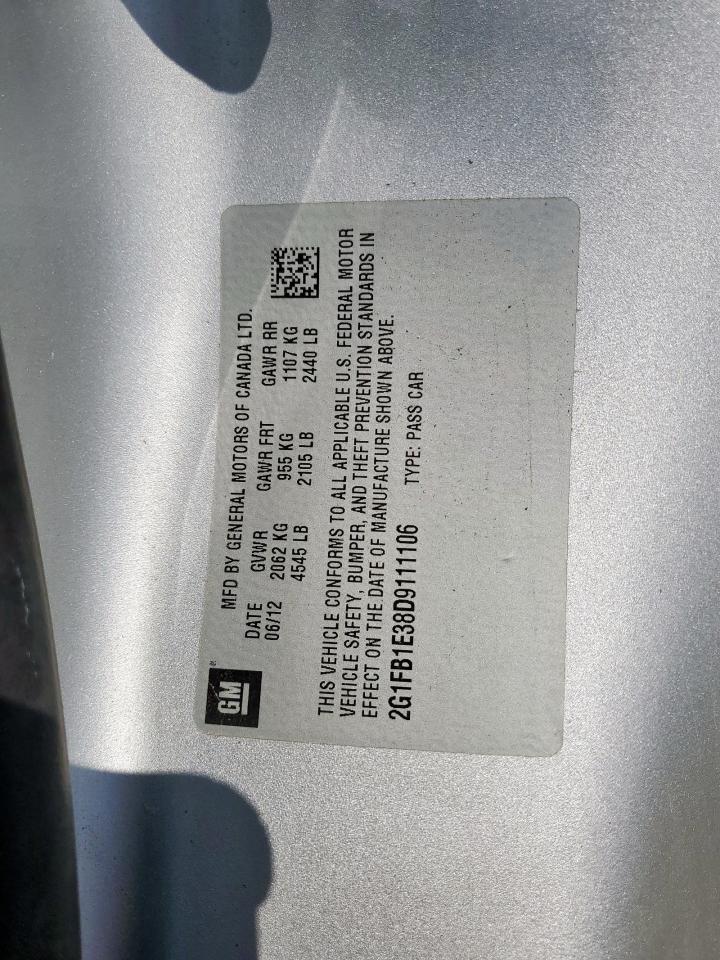 GM
MFD BY GENERAL MOTORS OF CANADA LTD.
DATE GVWR GAWR FRT GAWR RR
06/12 2062 KG 955 KG 1107 KG
4545 LB 2105 LB 2440 LB
THIS VEHICLE CONFORMS TO ALL APPLICABLE U.S. FEDERAL MOTOR
VEHICLE SAFETY, BUMPER, AND THEFT PREVENTION STANDARDS IN
EFFECT ON THE DATE OF MANUFACTURE SHOWN ABOVE.
2G1FB1E38D9111106 TYPE: PASS CAR